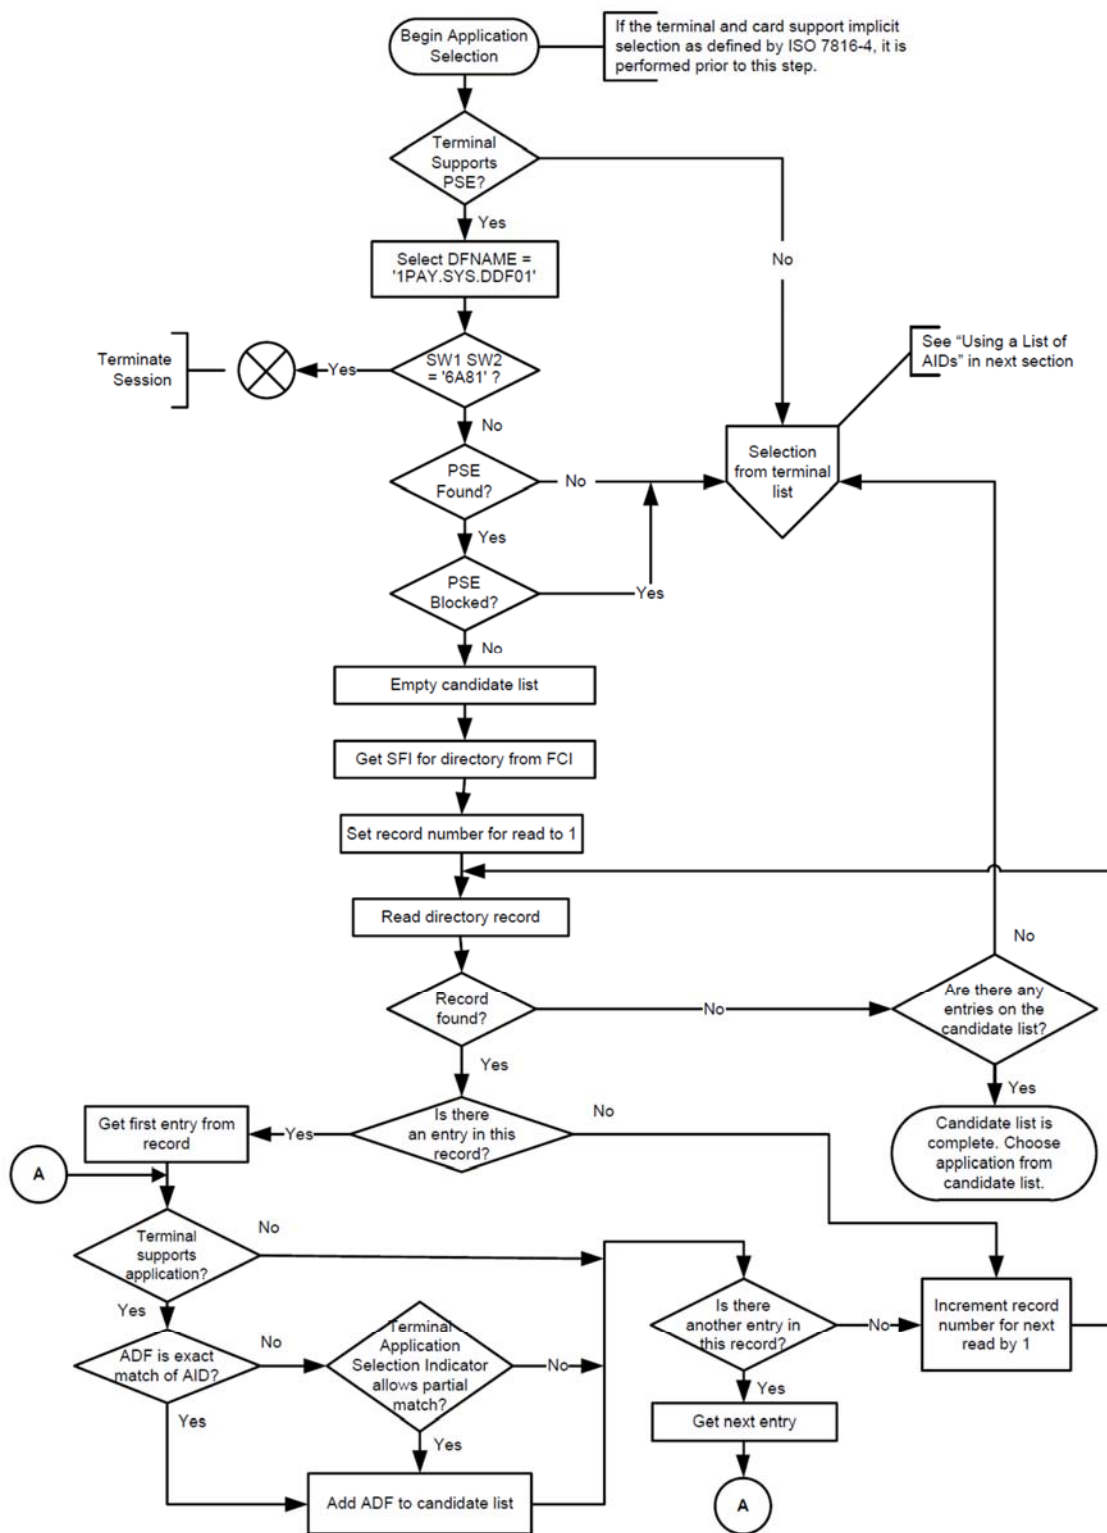 Begin Application
Selection
If the terminal and card support implicit
selection as defined by ISO 7816-4, it is
performed prior to this step.
Terminal
Supports
PSE?
Yes
No
Select DFNAME =
'1PAY.SYS.DDF01'
Terminate
Session
Yes
SW1 SW2
= '6A81' ?
No
See “Using a List of
AIDs” in next section
PSE
Found?
No
Selection
from terminal
list
Yes
PSE
Blocked?
Yes
No
Empty candidate list
Get SFI for directory from FCI
Set record number for read to 1
Read directory record
No
Record
found?
No
Are there any
entries on the
candidate list?
Yes
Yes
Get first entry from
record
Yes
Is there
an entry in this
record?
No
Candidate list is
complete. Choose
application from
candidate list.
A
Terminal
supports
application?
No
Yes
Is there
another entry in
this record?
No
Increment record
number for next
read by 1
ADF is exact
match of AID?
No
Terminal
Application
Selection Indicator
allows partial
match?
No
Yes
Yes
Yes
Get next entry
Add ADF to candidate list
A